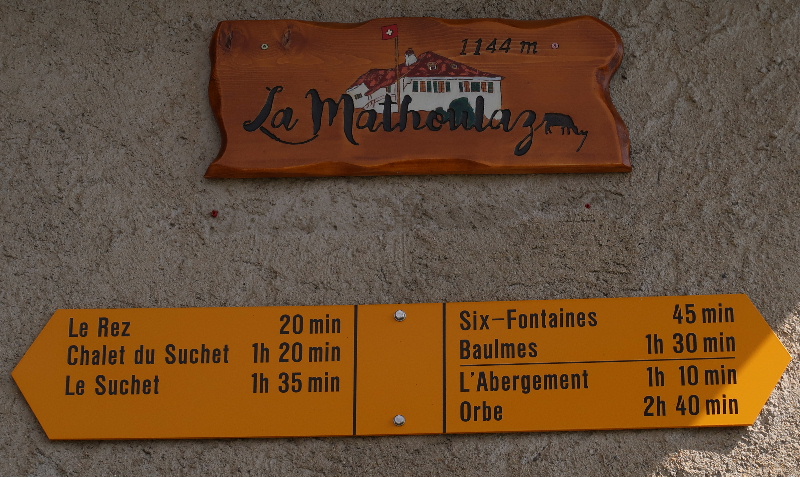 1144 m
La Mathoulaz
Le Rez 20 min
Chalet du Suchet 1h 20 min
Le Suchet 1h 35 min
Six-Fontaines 45 min
Baulmes 1h 30 min
L'Abergement 1h 10 min
Orbe 2h 40 min